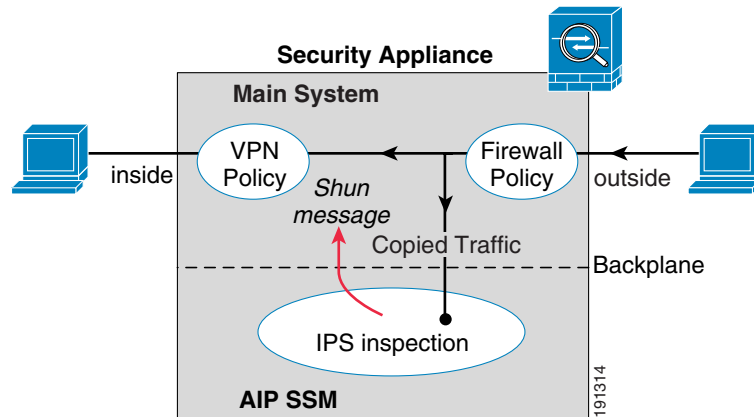 Security Appliance
Main System
VPN
Policy
Firewall
Policy
inside
outside
Shun
message
Copied Traffic
Backplane
IPS inspection
AIP SSM
191314